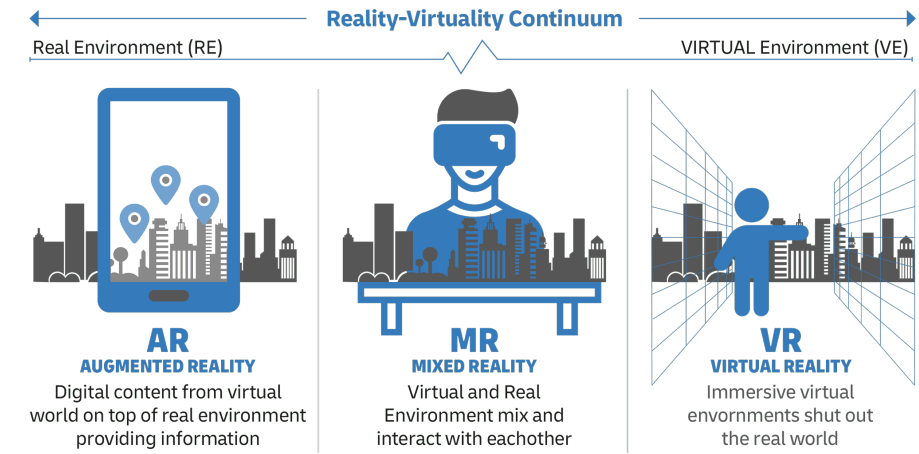 Reality-Virtuality Continuum
Real Environment (RE)
VIRTUAL Environment (VE)
AR
AUGMENTED REALITY
Digital content from virtual
world on top of real environment
providing information
MR
MIXED REALITY
Virtual and Real
Environment mix and
interact with eachother
VR
VIRTUAL REALITY
Immersive virtual
envornments shut out
the real world